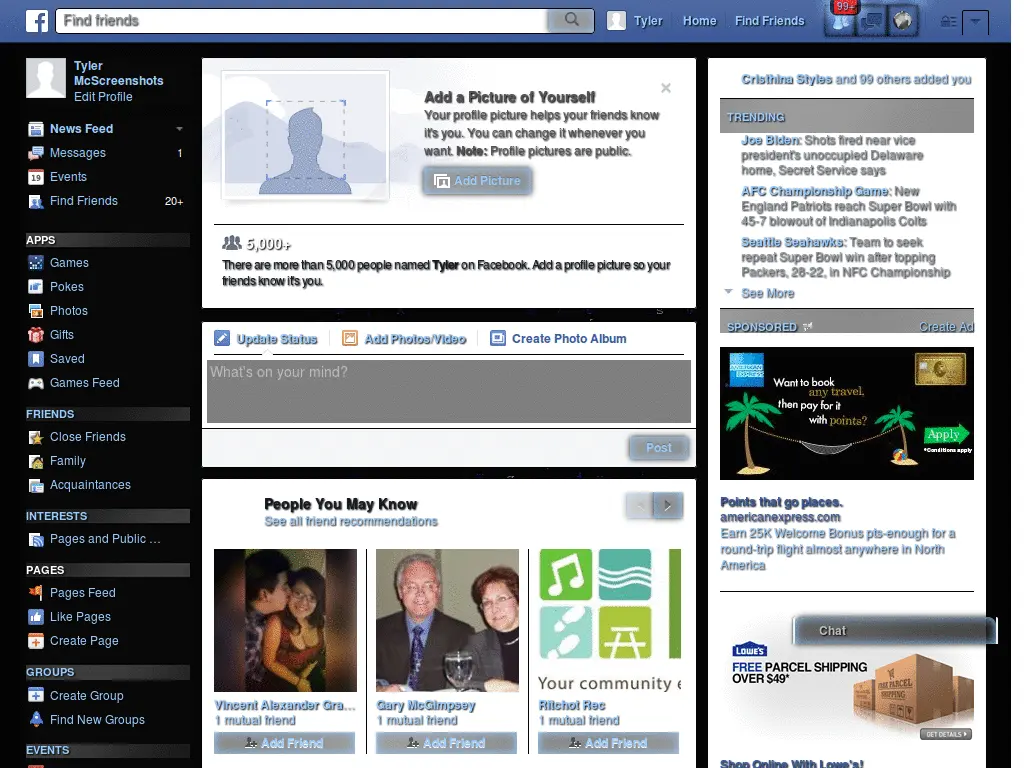 Find friends
Tyler
Home
Find Friends
99+
Tyler
McScreenshots
Edit Profile
News Feed
Messages 1
Events
Find Friends 20+
APPS
Games
Pokes
Photos
Gifts
Saved
Games Feed
FRIENDS
Close Friends
Family
Acquaintances
INTERESTS
Pages and Public ...
PAGES
Pages Feed
Like Pages
Create Page
GROUPS
Create Group
Find New Groups
EVENTS
Add a Picture of Yourself
Your profile picture helps your friends know
it's you. You can change it whenever you
want. Note: Profile pictures are public.
Add Picture
5,000+
There are more than 5,000 people named Tyler on Facebook. Add a profile picture so your
friends know it's you.
Update Status
Add Photos/Video
Create Photo Album
What's on your mind?
Post
People You May Know
See all friend recommendations
Vincent Alexander Gra...
1 mutual friend
Add Friend
Gary McGimpsey
1 mutual friend
Add Friend
Your community e
Ritchot Rec
1 mutual friend
Add Friend
Cristhina Styles and 99 others added you
TRENDING
Joe Biden: Shots fired near vice
president's unoccupied Delaware
home, Secret Service says
AFC Championship Game: New
England Patriots reach Super Bowl with
45-7 blowout of Indianapolis Colts
Seattle Seahawks: Team to seek
repeat Super Bowl win after topping
Packers, 28-22, in NFC Championship
See More
SPONSORED
Create Ad
Want to book
any travel,
then pay for it
with points?
Apply
*Conditions apply
Points that go places.
americanexpress.com
Earn 25K Welcome Bonus pts-enough for a
round-trip flight almost anywhere in North
America
Chat
LOWE'S
FREE PARCEL SHIPPING
OVER $49*
FREE PARCEL
SHIPPING
GET DETAILS
Shop Online With Lowe's!